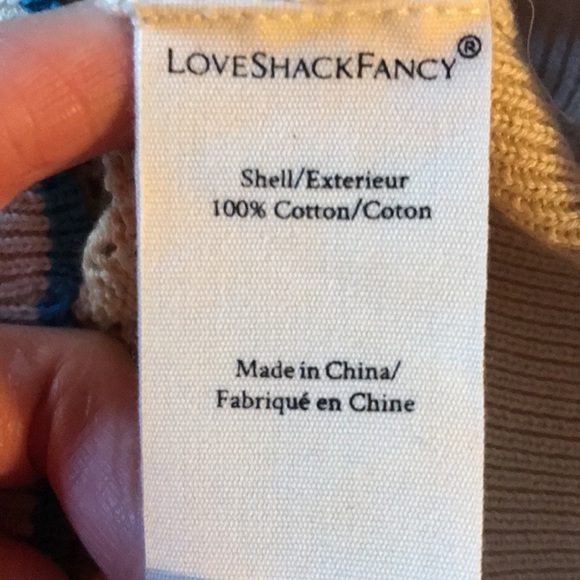 LOVESHACKFANCY®
Shell/Exterieur
100% Cotton/Coton
Made in China/
Fabriqué en Chine